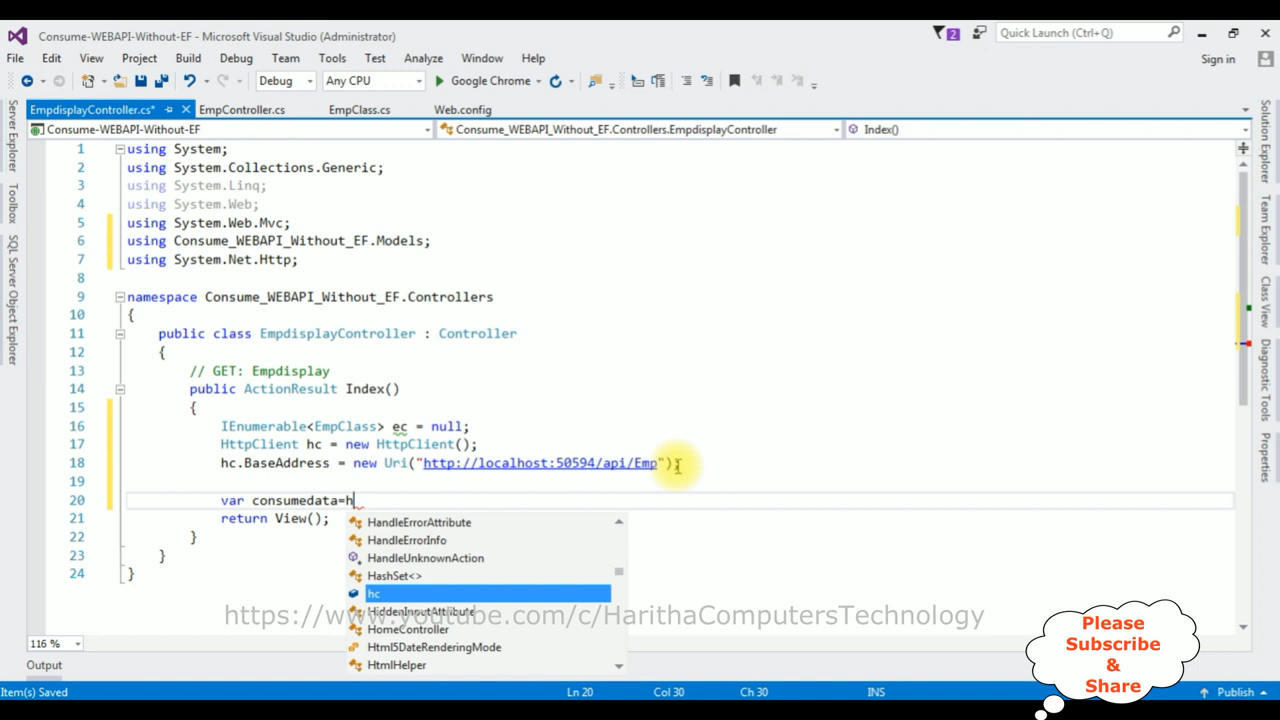 Consume-WEBAPI-Without-EF - Microsoft Visual Studio (Administrator)
2
Quick Launch (Ctrl+Q)
File Edit View Project Build Debug Team Tools Test Analyze Window Help
Sign in
Debug Any CPU Google Chrome
EmpdisplayController.cs* EmpController.cs EmpClass.cs Web.config
Consume-WEBAPI-Without-EF Consume_WEBAPI_Without_EF.Controllers.EmpdisplayController Index()
Server Explorer
Toolbox
SQL Server Object Explorer
1 using System;
2 using System.Collections.Generic;
3 using System.Linq;
4 using System.Web;
5 using System.Web.Mvc;
6 using Consume_WEBAPI_Without_EF.Models;
7 using System.Net.Http;
8
9 namespace Consume_WEBAPI_Without_EF.Controllers
10 {
11 public class EmpdisplayController : Controller
12 {
13 // GET: Empdisplay
14 public ActionResult Index()
15 {
16 IEnumerable<EmpClass> ec = null;
17 HttpClient hc = new HttpClient();
18 hc.BaseAddress = new Uri("http://localhost:50594/api/Emp");
19
20 var consumedata=h
21 return View();
22 }
23 }
24 }
HandleErrorAttribute
HandleErrorInfo
HandleUnknownAction
HashSet<>
hc
HiddenInputAttribute
HomeController
Html5DateRenderingMode
HtmlHelper
https://www.youtube.com/c/HarithaComputersTechnology
Please
Subscribe
&
Share
Solution Explorer
Team Explorer
Class View
Diagnostic Tools
Properties
116 %
Output
Item(s) Saved Ln 20 Col 30 Ch 30 INS Publish